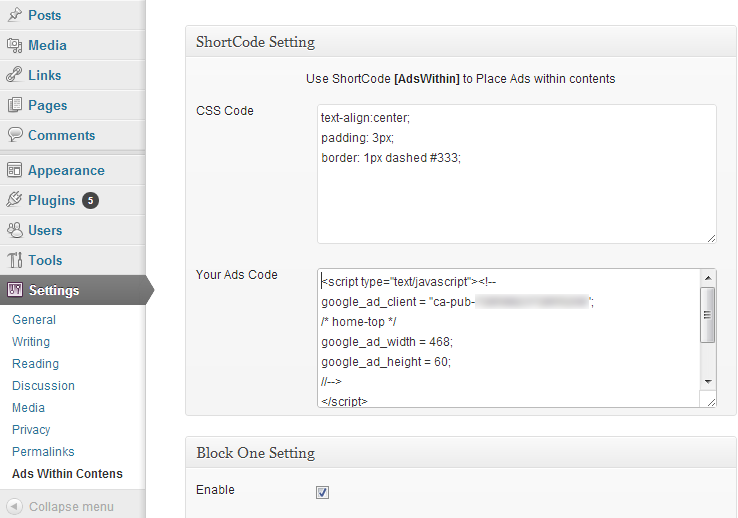 Posts
Media
Links
Pages
Comments
Appearance
Plugins 5
Users
Tools
Settings
General
Writing
Reading
Discussion
Media
Privacy
Permalinks
Ads Within Contens
Collapse menu
ShortCode Setting
Use ShortCode [AdsWithin] to Place Ads within contents
CSS Code
text-align:center;
padding: 3px;
border: 1px dashed #333;
Your Ads Code
<script type="text/javascript"><!--
google_ad_client = "ca-pub-";
/* home-top */
google_ad_width = 468;
google_ad_height = 60;
//-->
</script>
Block One Setting
Enable